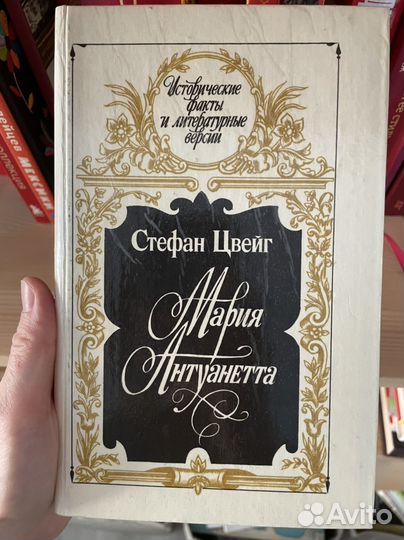 Исторические
факты
и литературные
версии
Стефан Цвейг
Мария
Антуанетта
Avito